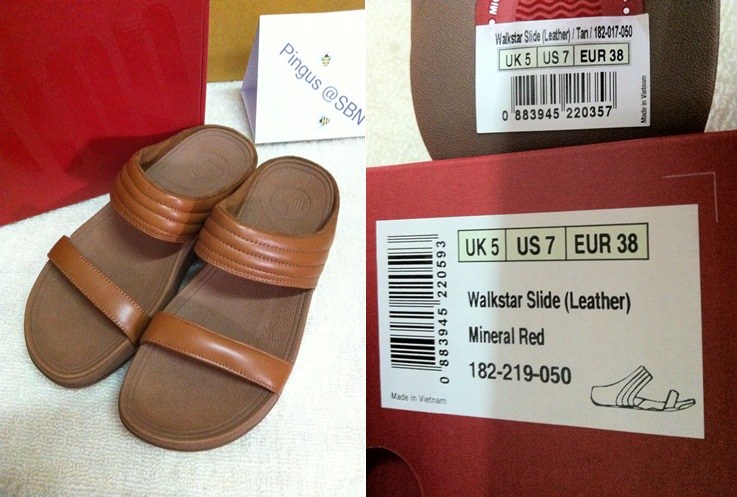 Pingus @SBN
Walkstar Slide (Leather) / Tan / 182-017-050
UK 5 US 7 EUR 38
0 883945 220357
Made in Vietnam
UK 5 US 7 EUR 38
Walkstar Slide (Leather)
Mineral Red
182-219-050
0 883945 220593
Made in Vietnam